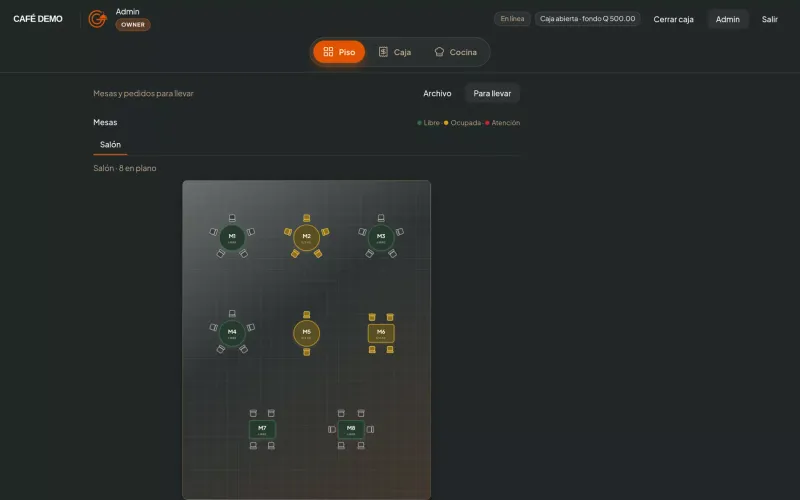 CAFÉ DEMO
Admin
OWNER
En línea
Caja abierta · fondo Q 500.00
Cerrar caja
Admin
Salir
Piso
Caja
Cocina
Mesas y pedidos para llevar
Archivo
Para llevar
Mesas
Libre · Ocupada · Atención
Salón
Salón · 8 en plano
M1
M2
M3
M4
M5
M6
M7
M8